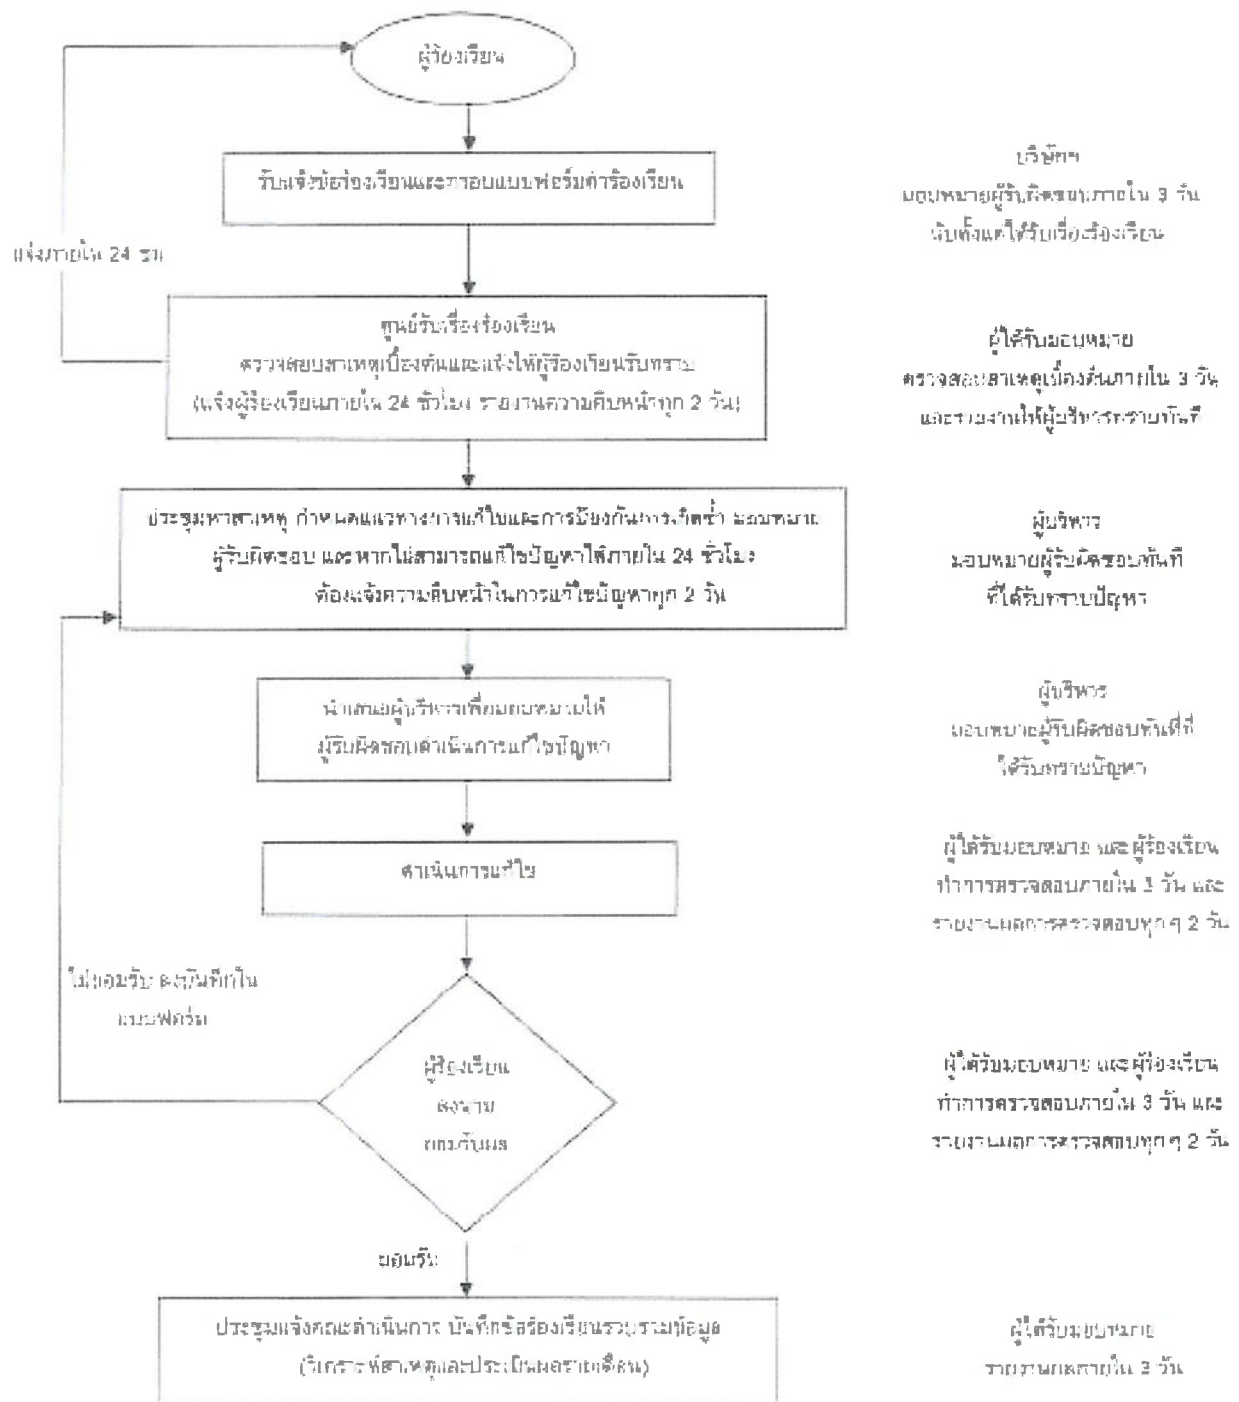 ผู้ร้องเรียน
รับแจ้งข้อร้องเรียนและกรอกแบบฟอร์มคำร้องเรียน
บริษัทฯ
มอบหมายผู้รับผิดชอบภายใน 3 วัน
นับตั้งแต่ได้รับเรื่องร้องเรียน
แจ้งภายใน 24 ชม
ศูนย์รับเรื่องร้องเรียน
ตรวจสอบสาเหตุเบื้องต้นและแจ้งให้ผู้ร้องเรียนรับทราบ
(แจ้งผู้ร้องเรียนภายใน 24 ชั่วโมง รายงานความคืบหน้าทุก 2 วัน)
ผู้ได้รับมอบหมาย
ตรวจสอบสาเหตุเบื้องต้นภายใน 3 วัน
และรายงานให้ผู้บริหารทราบทันที
ประชุมหาสาเหตุ กำหนดแนวทางการแก้ไขและการป้องกันการเกิดซ้ำ มอบหมาย
ผู้รับผิดชอบ และหากไม่สามารถแก้ไขปัญหาได้ภายใน 24 ชั่วโมง
ต้องแจ้งความคืบหน้าในการแก้ไขปัญหาทุก 2 วัน
ผู้บริหาร
มอบหมายผู้รับผิดชอบทันที
ที่ได้รับทราบปัญหา
นำเสนอผู้บริหารเพื่อมอบหมายให้
ผู้รับผิดชอบดำเนินการแก้ไขปัญหา
ผู้บริหาร
มอบหมายผู้รับผิดชอบทันทีที่
ได้รับทราบปัญหา
ดำเนินการแก้ไข
ผู้ได้รับมอบหมาย และผู้ร้องเรียน
ทำการตรวจสอบภายใน 3 วัน และ
รายงานผลการตรวจสอบทุกๆ 2 วัน
ไม่ยอมรับ ลงบันทึกใน
แบบฟอร์ม
ผู้ร้องเรียน
ลงนาม
ยอมรับผล
ผู้ได้รับมอบหมาย และผู้ร้องเรียน
ทำการตรวจสอบภายใน 3 วัน และ
รายงานผลการตรวจสอบทุกๆ 2 วัน
ยอมรับ
ประชุมแจ้งคณะดำเนินการ บันทึกข้อร้องเรียนรวบรวมข้อมูล
(วิเคราะห์สาเหตุและประเมินผลรายเดือน)
ผู้ได้รับมอบหมาย
รายงานผลภายใน 3 วัน